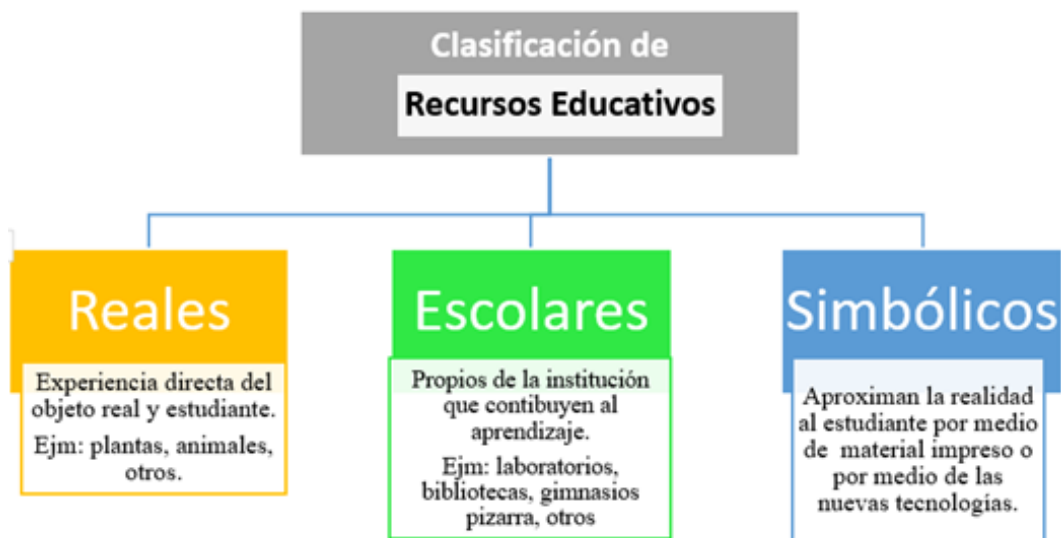 Clasificación de
Recursos Educativos
Reales
Experiencia directa del
objeto real y estudiante.
Ejm: plantas, animales,
otros.
Escolares
Propios de la institución
que contibuyen al
aprendizaje.
Ejm: laboratorios,
bibliotecas, gimnasios
pizarra, otros
Simbólicos
Aproximan la realidad
al estudiante por medio
de material impreso o
por medio de las
nuevas tecnologías.